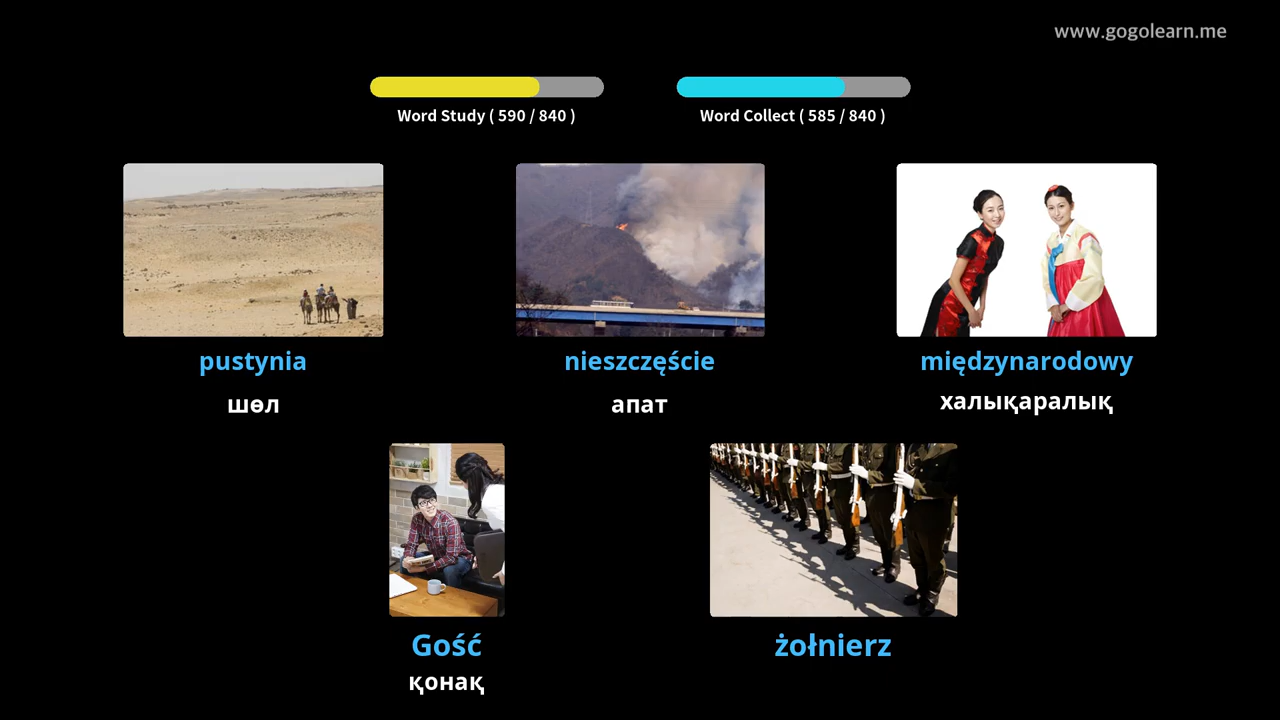 www.gogolearn.me
Word Study ( 590 / 840 )
Word Collect ( 585 / 840 )
pustynia
nieszczęście
międzynarodowy
шөл
апат
халықаралық
Gość
żołnierz
қонақ